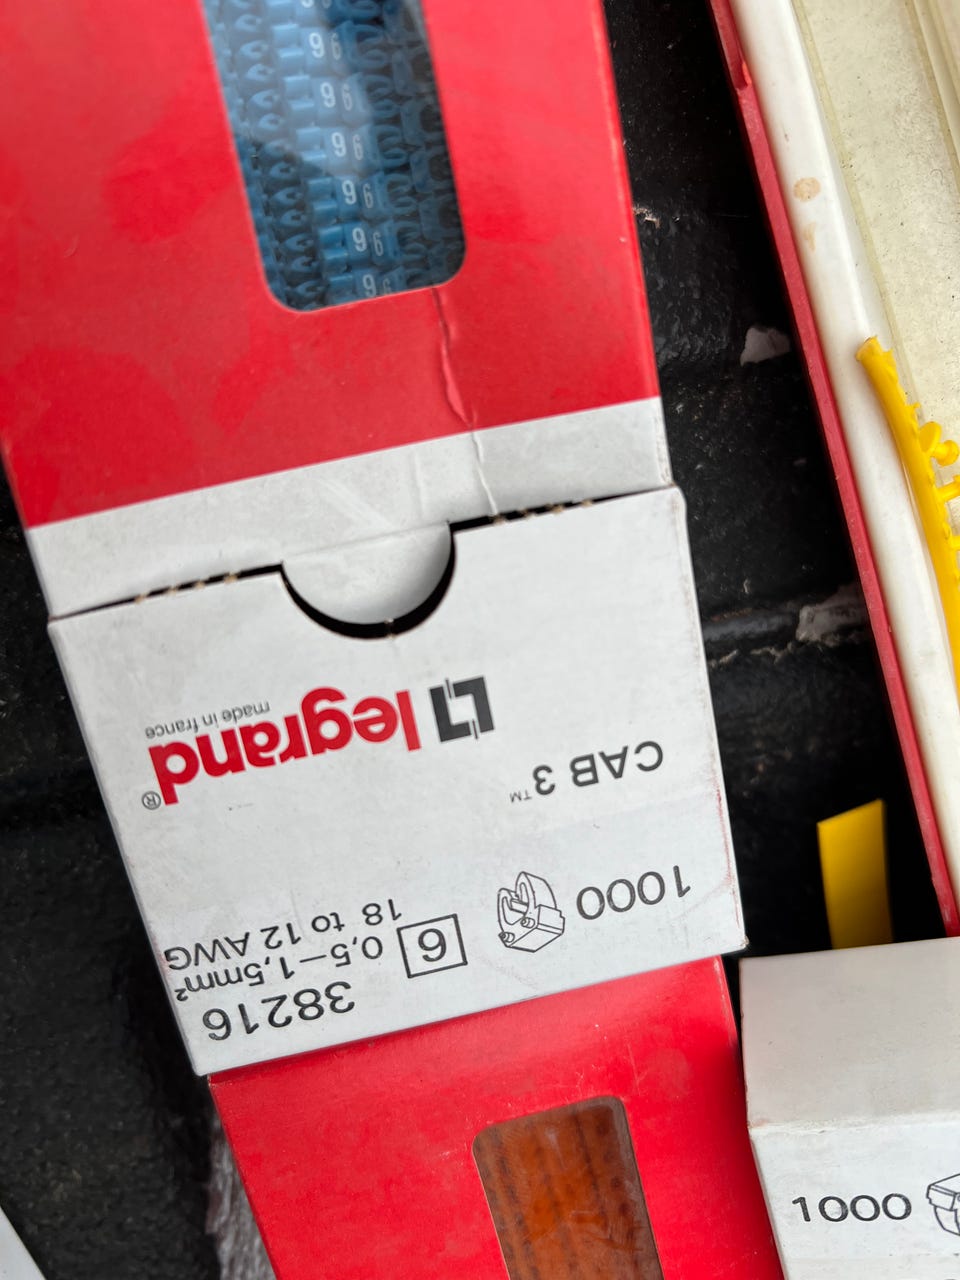 1000
6
38216
0,5–1,5mm²
18 to 12 AWG
CAB 3™
legrand®
made in france
1000